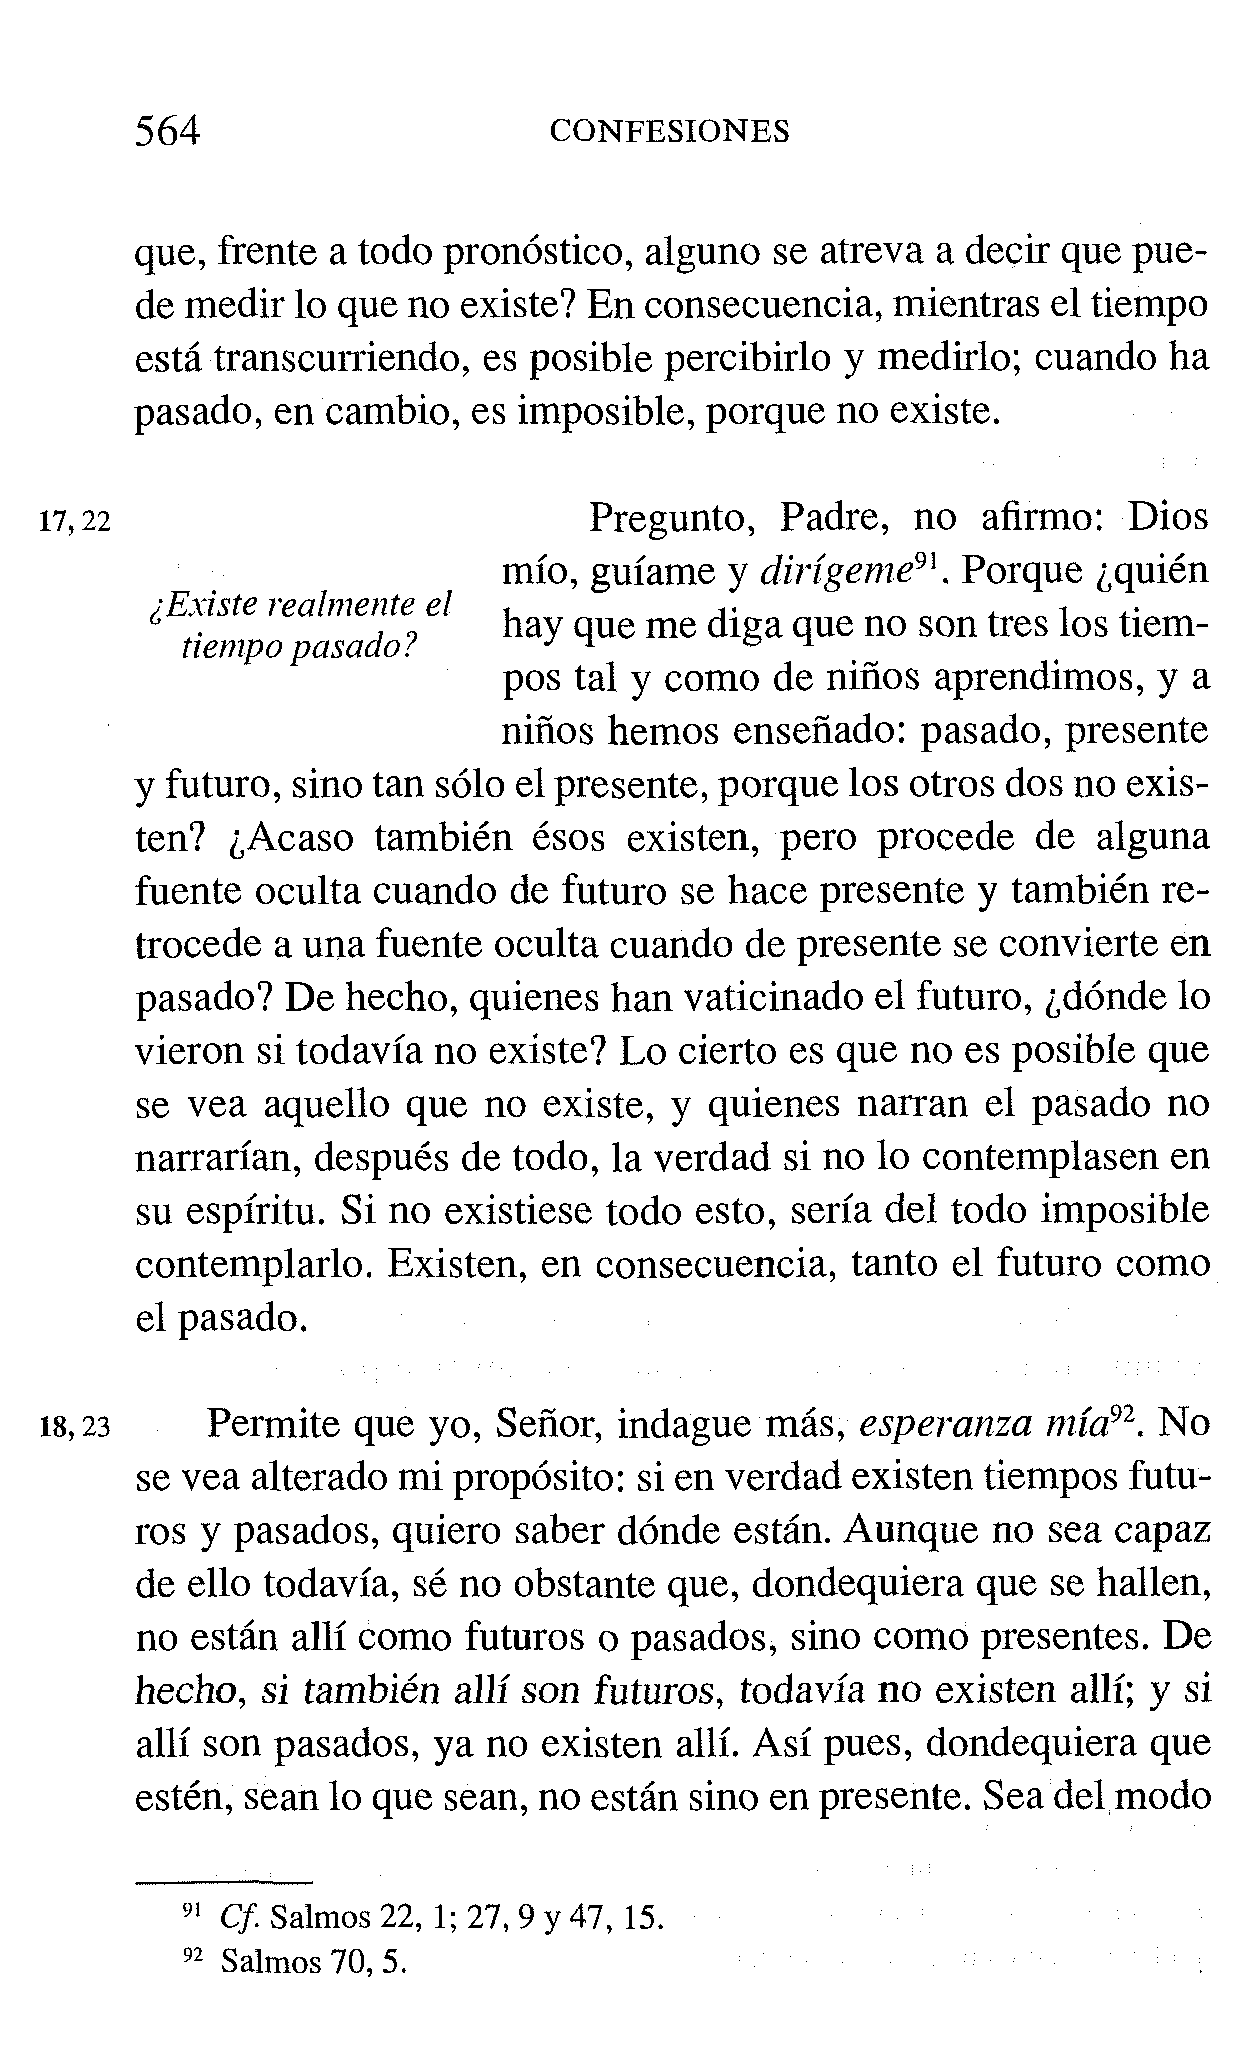 564 CONFESIONES
que, frente a todo pronóstico, alguno se atreva a decir que pue-
de medir lo que no existe? En consecuencia, mientras el tiempo
está transcurriendo, es posible percibirlo y medirlo; cuando ha
pasado, en cambio, es imposible, porque no existe.
17, 22 Pregunto, Padre, no afirmo: Dios
mío, guíame y dirígeme⁹¹. Porque ¿quién
¿Existe realmente el
tiempo pasado?
hay que me diga que no son tres los tiem-
pos tal y como de niños aprendimos, y a
niños hemos enseñado: pasado, presente
y futuro, sino tan sólo el presente, porque los otros dos no exis-
ten? ¿Acaso también ésos existen, pero procede de alguna
fuente oculta cuando de futuro se hace presente y también re-
trocede a una fuente oculta cuando de presente se convierte en
pasado? De hecho, quienes han vaticinado el futuro, ¿dónde lo
vieron si todavía no existe? Lo cierto es que no es posible que
se vea aquello que no existe, y quienes narran el pasado no
narrarían, después de todo, la verdad si no lo contemplasen en
su espíritu. Si no existiese todo esto, sería del todo imposible
contemplarlo. Existen, en consecuencia, tanto el futuro como
el pasado.
18, 23 Permite que yo, Señor, indague más, esperanza mía⁹². No
se vea alterado mi propósito: si en verdad existen tiempos futu-
ros y pasados, quiero saber dónde están. Aunque no sea capaz
de ello todavía, sé no obstante que, dondequiera que se hallen,
no están allí como futuros o pasados, sino como presentes. De
hecho, si también allí son futuros, todavía no existen allí; y si
allí son pasados, ya no existen allí. Así pues, dondequiera que
estén, sean lo que sean, no están sino en presente. Sea del modo
⁹¹ Cf. Salmos 22, 1; 27, 9 y 47, 15.
⁹² Salmos 70, 5.